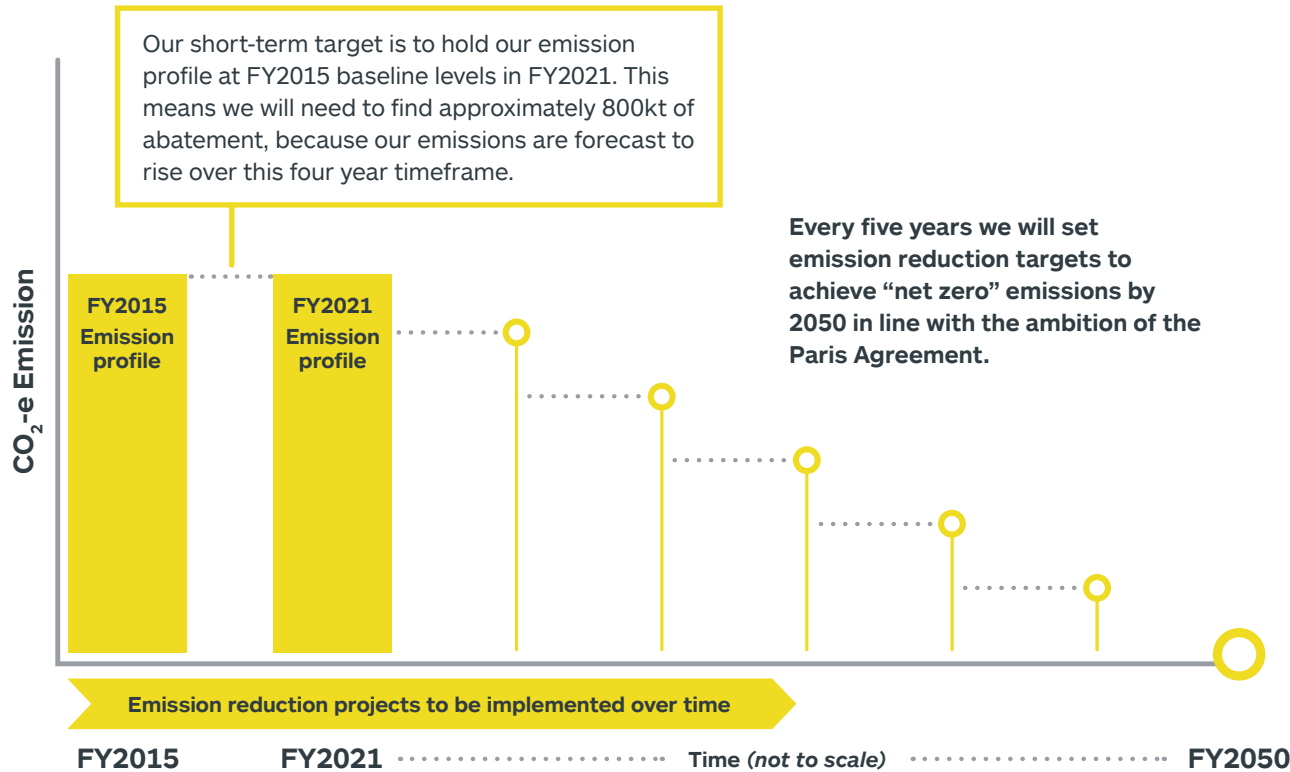 Our short-term target is to hold our emission
profile at FY2015 baseline levels in FY2021. This
means we will need to find approximately 800kt of
abatement, because our emissions are forecast to
rise over this four year timeframe.
Every five years we will set
emission reduction targets to
achieve “net zero” emissions by
2050 in line with the ambition of the
Paris Agreement.
CO₂-e Emission
FY2015
Emission
profile
FY2021
Emission
profile
Emission reduction projects to be implemented over time
FY2015 FY2021 Time (not to scale) FY2050